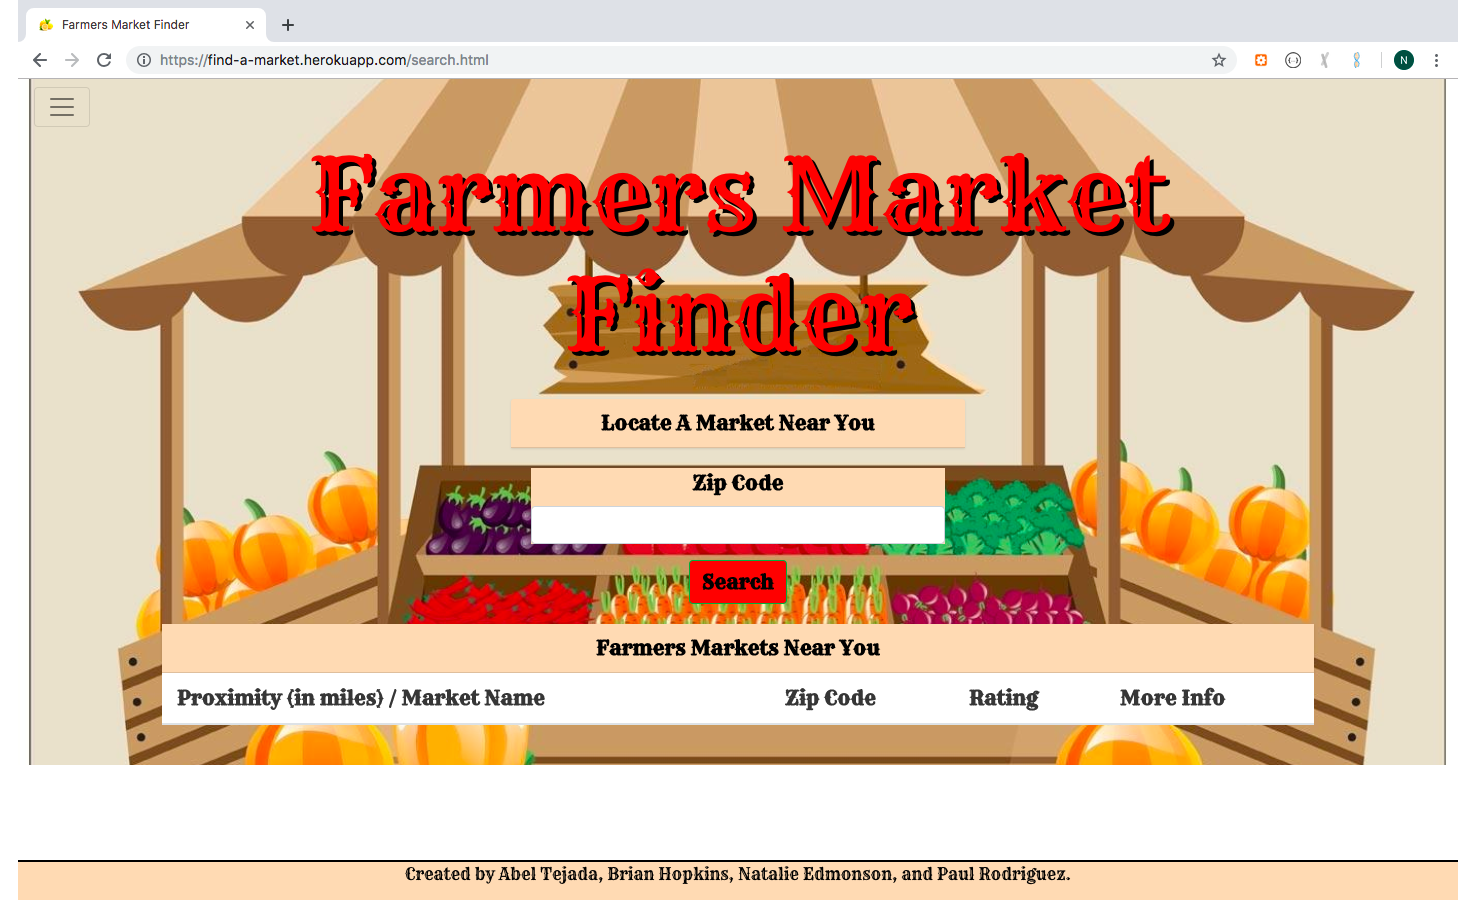 Farmers Market Finder
https://find-a-market.herokuapp.com/search.html
N
Farmers Market
Finder
Locate A Market Near You
Zip Code
Search
Farmers Markets Near You
Proximity (in miles) / Market Name Zip Code Rating More Info
Created by Abel Tejada, Brian Hopkins, Natalie Edmonson, and Paul Rodriguez.